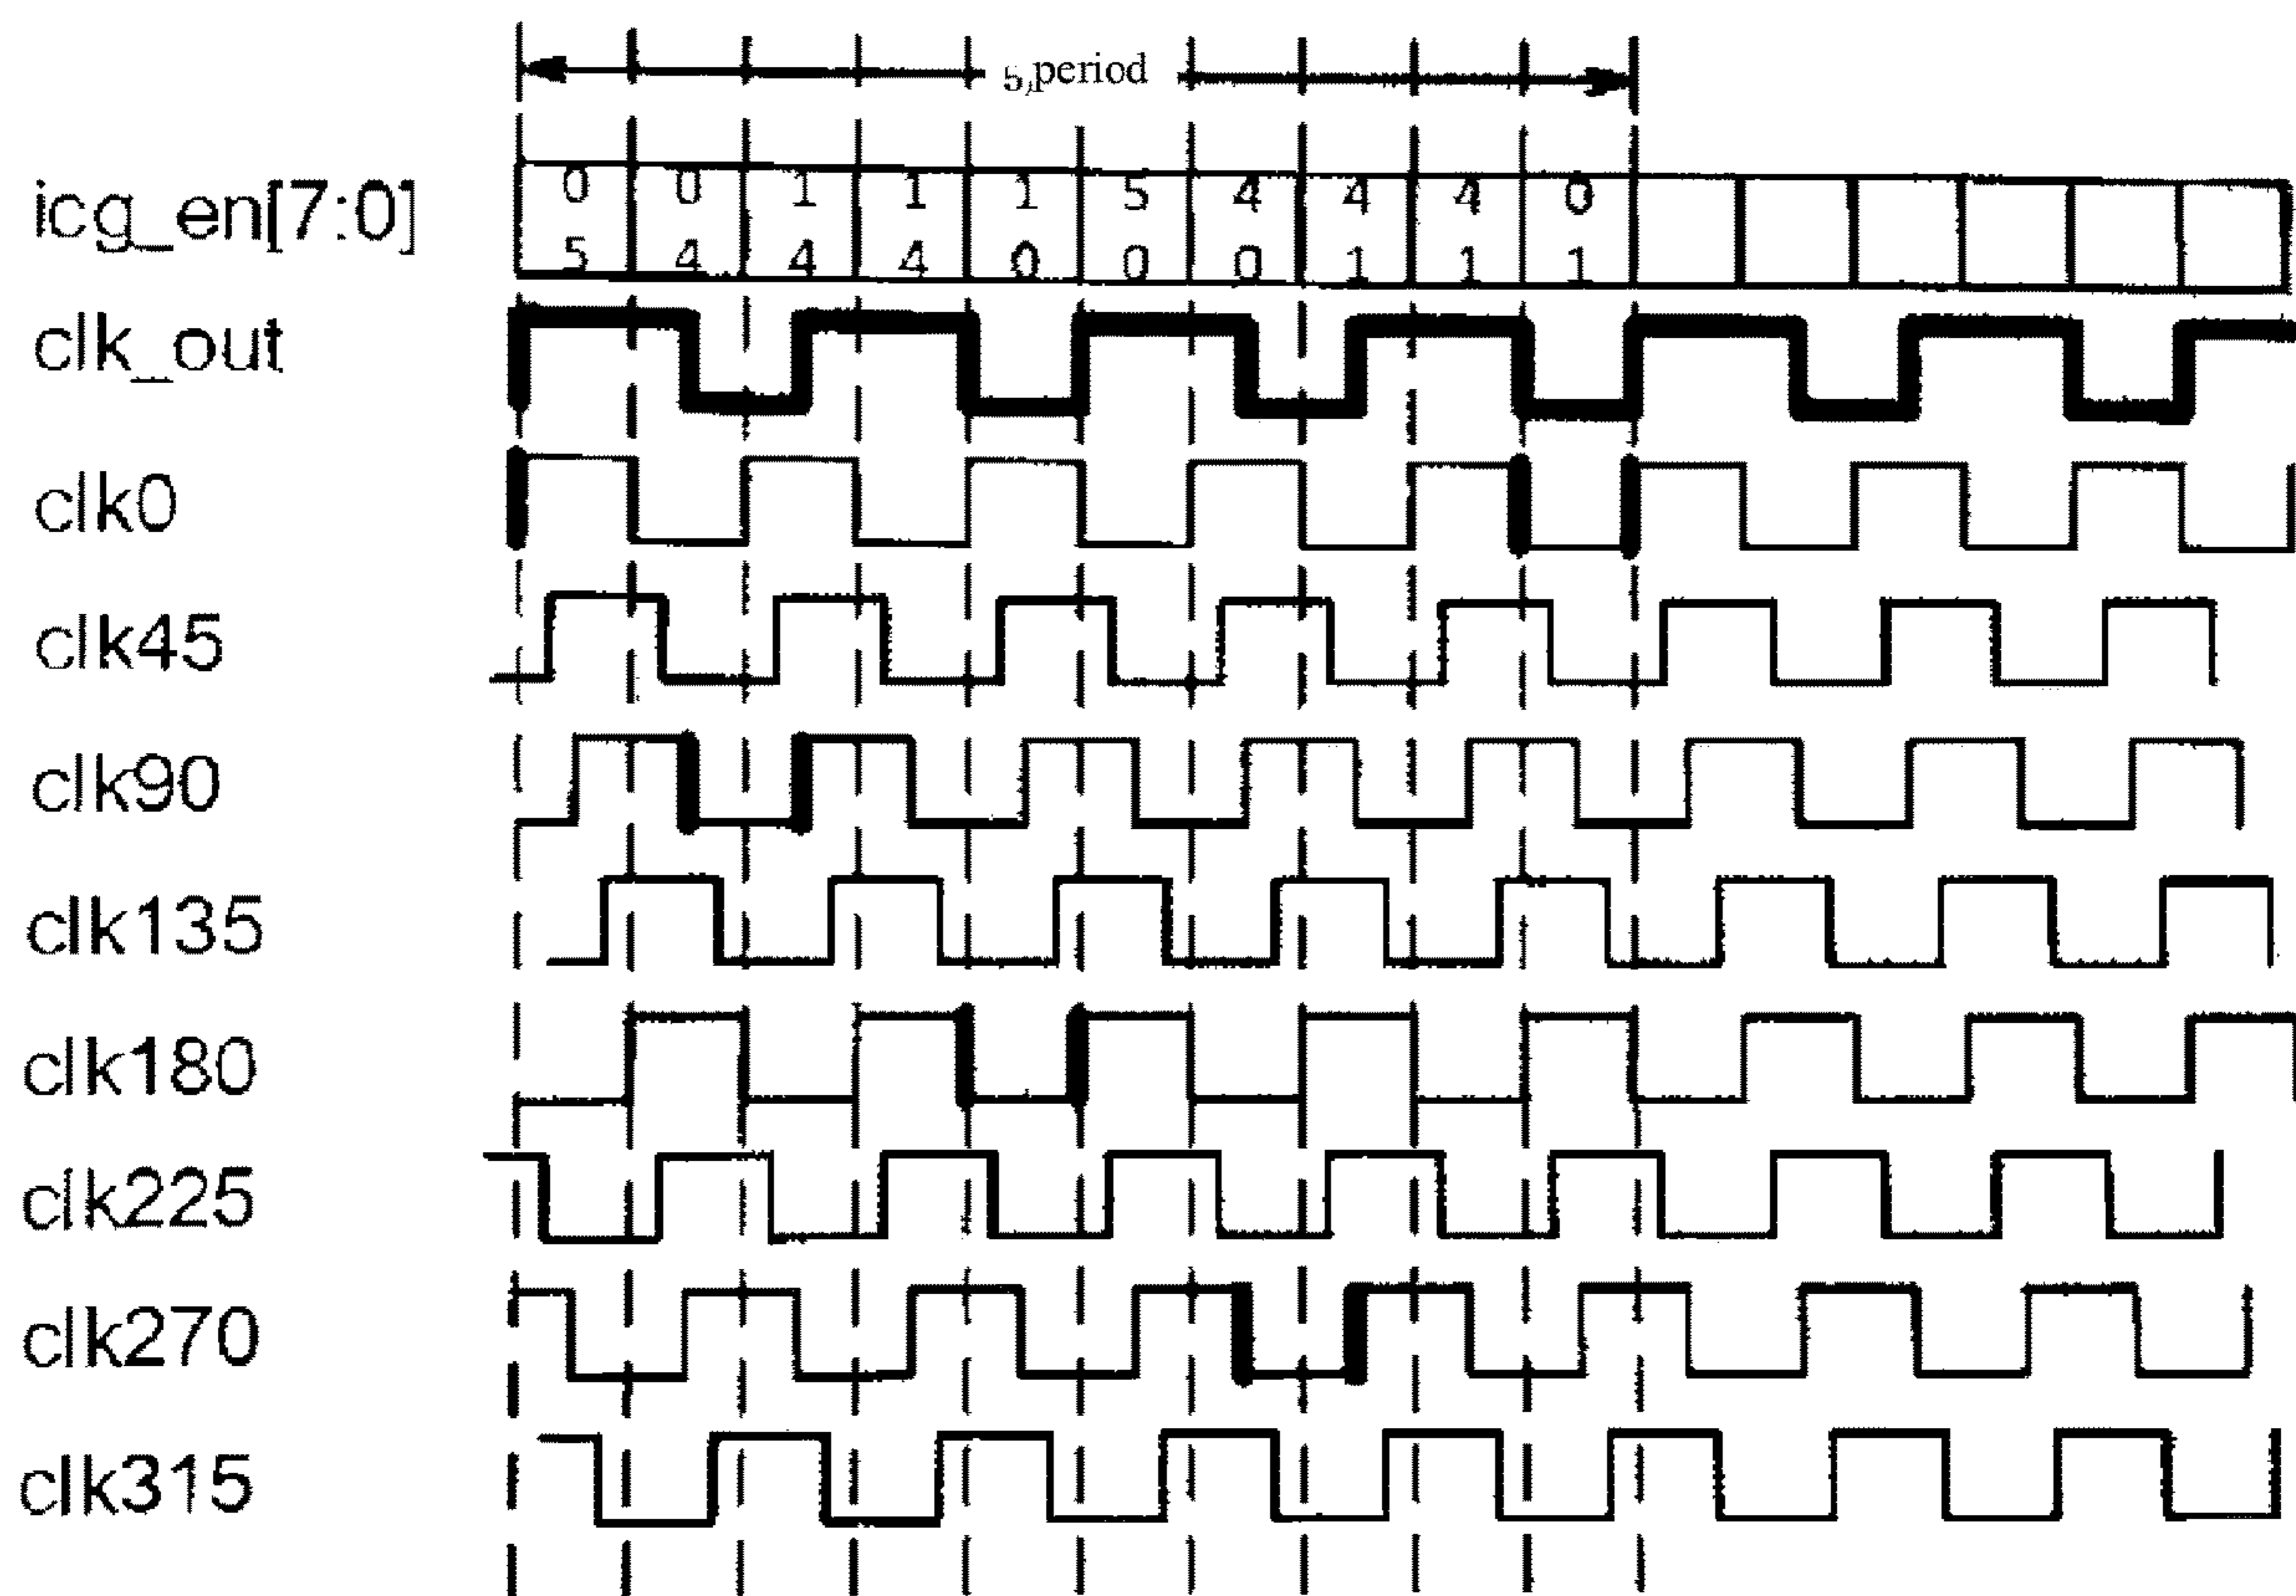 5,period
icg_en[7:0]
0 0 1 1 1 5 4 4 4 0
5 4 4 4 0 0 0 1 1 1
clk_out
clk0
clk45
clk90
clk135
clk180
clk225
clk270
clk315